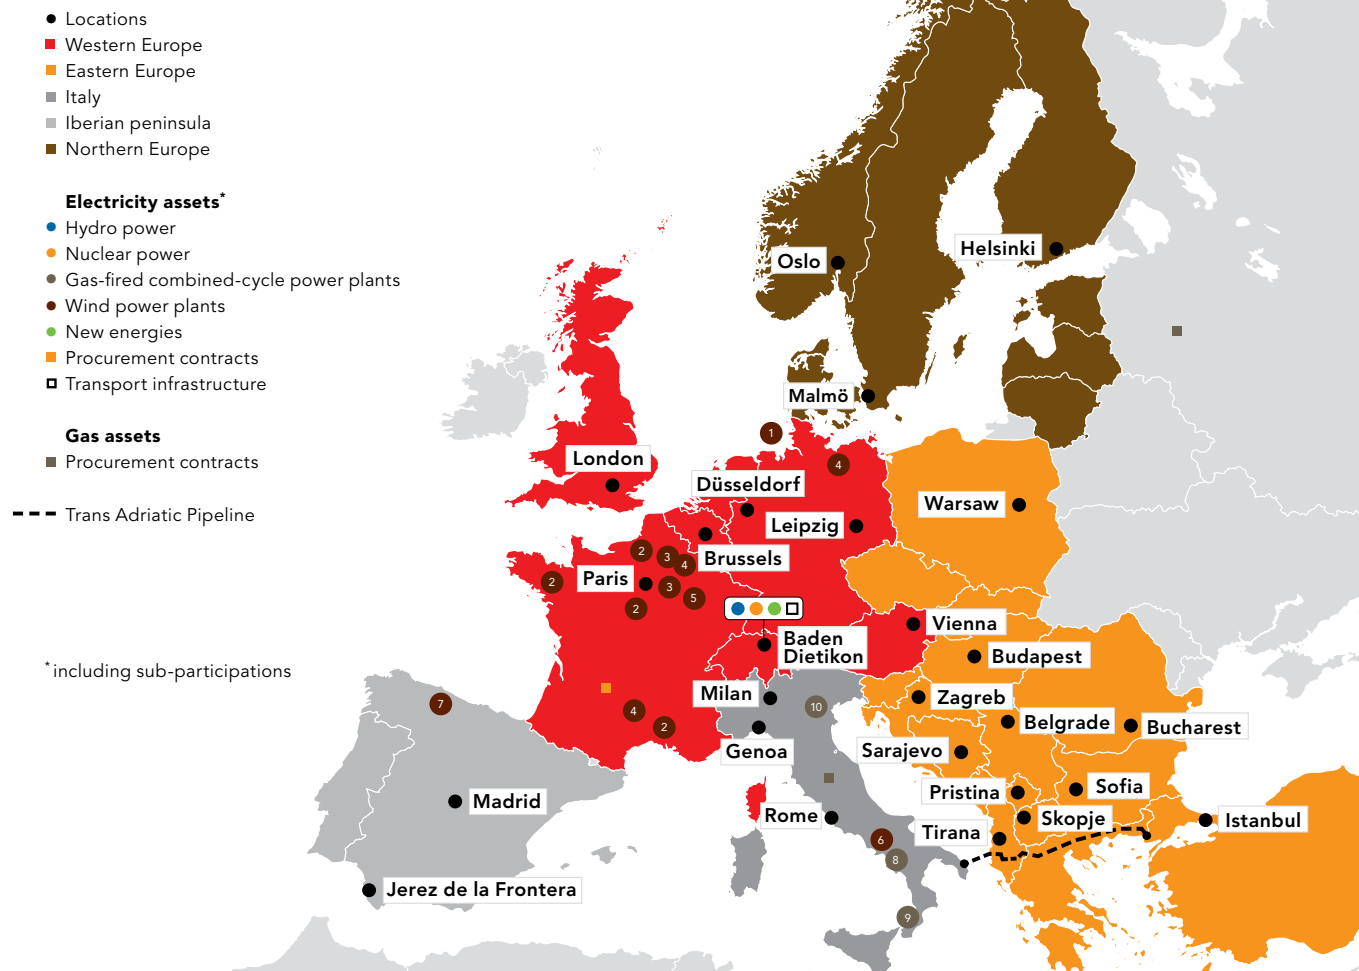 Locations
Western Europe
Eastern Europe
Italy
Iberian peninsula
Northern Europe
Electricity assets*
Hydro power
Nuclear power
Gas-fired combined-cycle power plants
Wind power plants
New energies
Procurement contracts
Transport infrastructure
Gas assets
Procurement contracts
Trans Adriatic Pipeline
*including sub-participations
Helsinki
Oslo
Malmö
1
London
4
Düsseldorf
Warsaw
Leipzig
2
3
Brussels
4
Paris
2
3
5
2
Vienna
Baden
Dietikon
Budapest
Milan
Zagreb
7
4
10
Belgrade
2
Bucharest
Genoa
Sarajevo
Pristina
Sofia
Madrid
Rome
Skopje
Istanbul
Tirana
6
8
Jerez de la Frontera
9